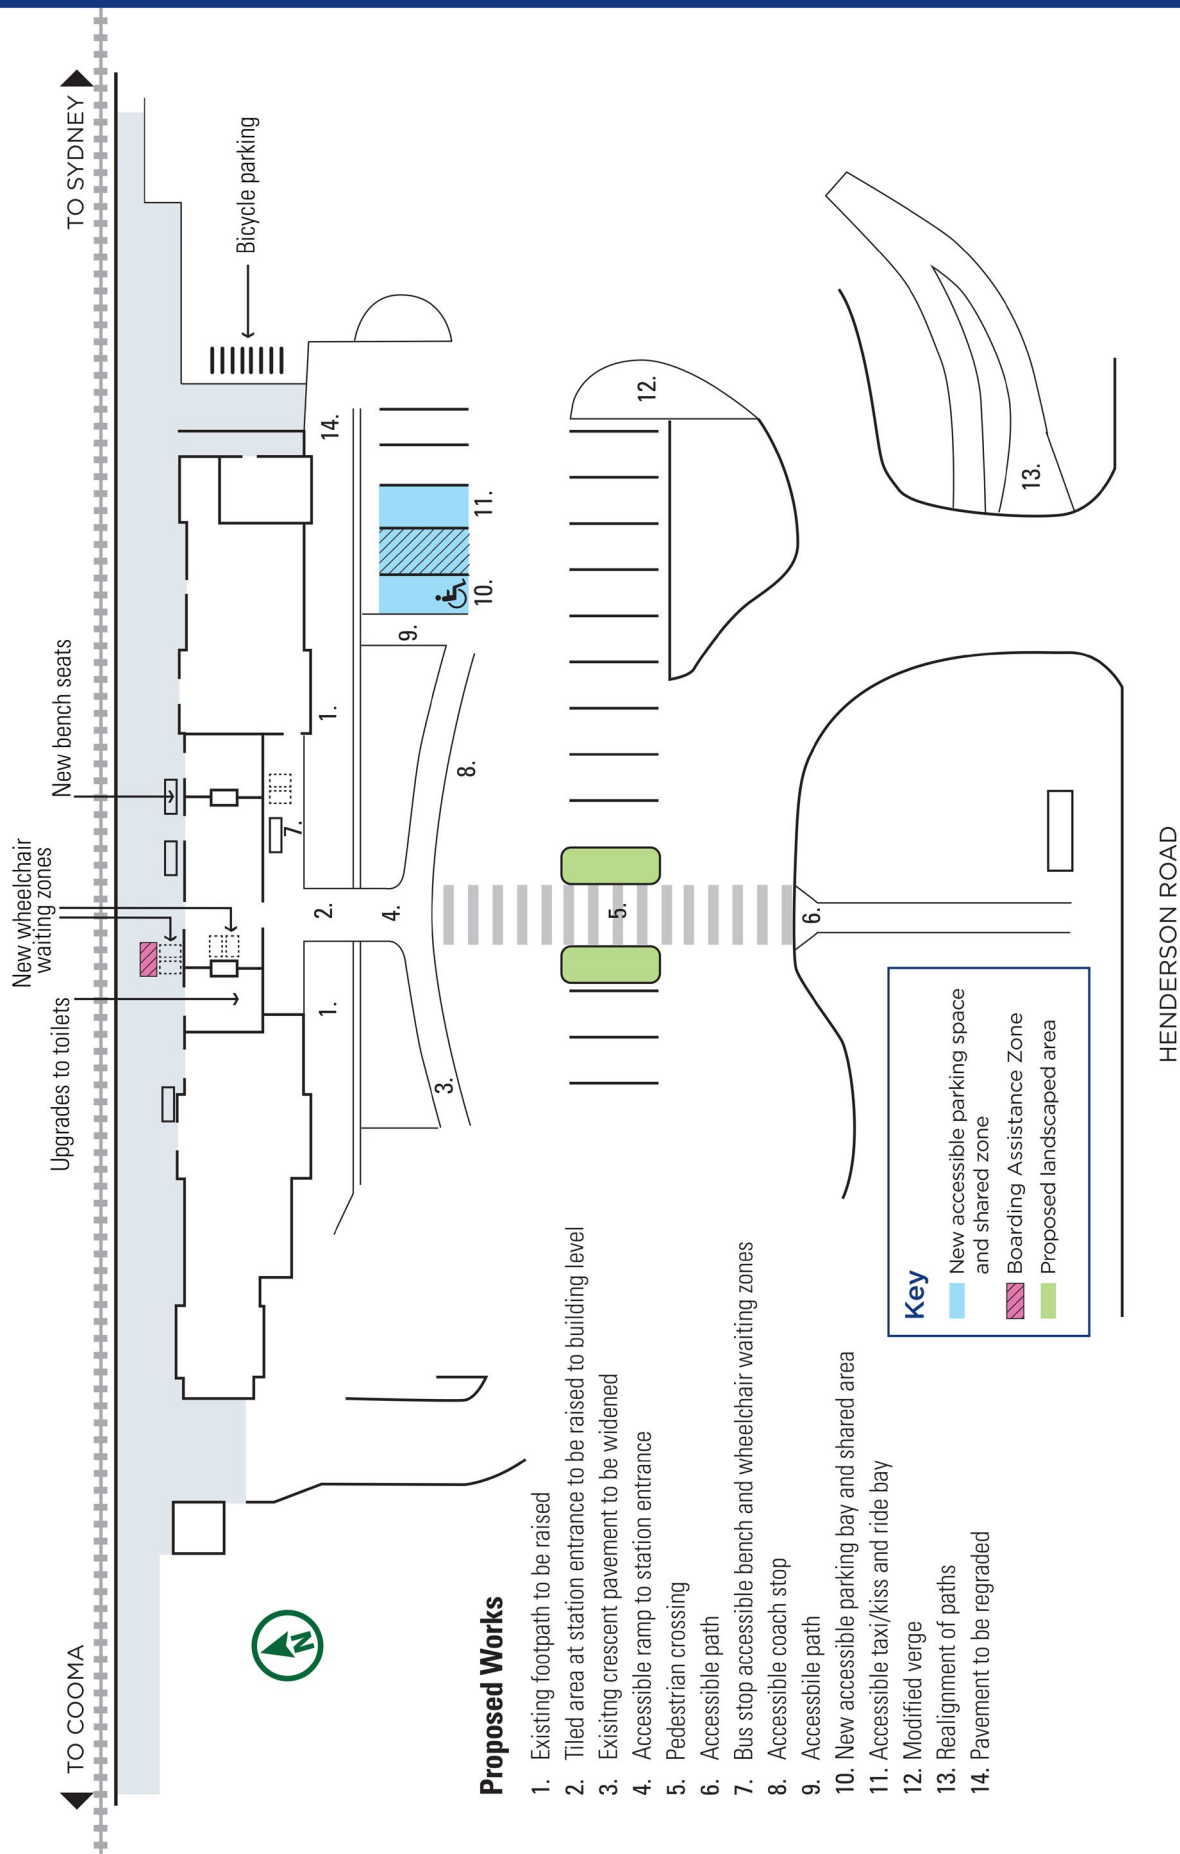 TO COOMA
TO SYDNEY
Upgrades to toilets
New wheelchair
waiting zones
New bench seats
Bicycle parking
N
1.
2.
1.
14.
3.
4.
7.
8.
9.
10.
11.
5.
12.
6.
13.
HENDERSON ROAD
Proposed Works
1. Existing footpath to be raised
2. Tiled area at station entrance to be raised to building level
3. Exisitng crescent pavement to be widened
4. Accessible ramp to station entrance
5. Pedestrian crossing
6. Accessible path
7. Bus stop accessible bench and wheelchair waiting zones
8. Accessible coach stop
9. Accessbile path
10. New accessible parking bay and shared area
11. Accessible taxi/kiss and ride bay
12. Modified verge
13. Realignment of paths
14. Pavement to be regraded
Key
New accessible parking space
and shared zone
Boarding Assistance Zone
Proposed landscaped area